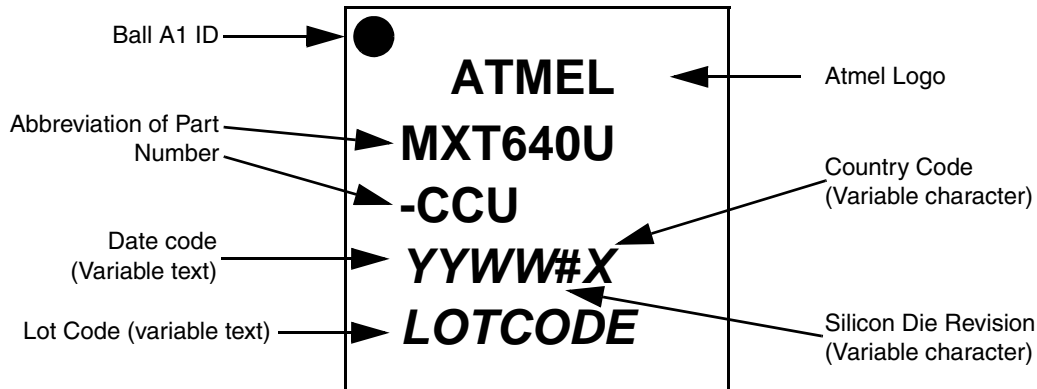 Ball A1 ID
ATMEL
Atmel Logo
Abbreviation of Part
Number
MXT640U
-CCU
Country Code
(Variable character)
Date code
(Variable text)
YYWW#X
Lot Code (variable text)
LOTCODE
Silicon Die Revision
(Variable character)